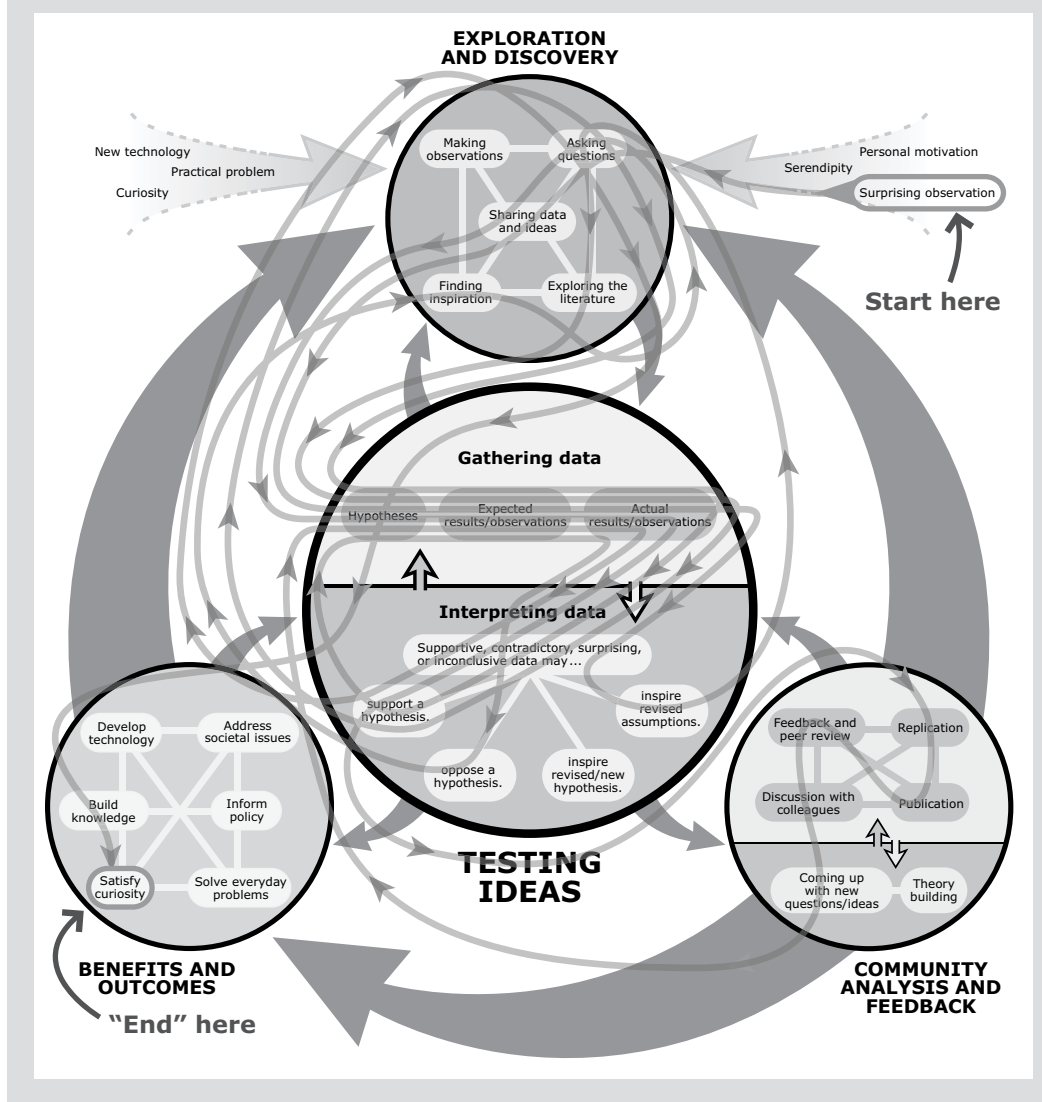 EXPLORATION
AND DISCOVERY
New technology
Practical problem
Curiosity
Making
observations
Asking
questions
Sharing data
and ideas
Finding
inspiration
Exploring the
literature
Personal motivation
Serendipity
Surprising observation
Start here
Gathering data
Hypotheses
Expected
results/observations
Actual
results/observations
Interpreting data
Supportive, contradictory, surprising,
or inconclusive data may...
support a
hypothesis.
oppose a
hypothesis.
inspire
revised/new
hypothesis.
inspire
revised
assumptions.
TESTING
IDEAS
Develop
technology
Address
societal issues
Build
knowledge
Inform
policy
Satisfy
curiosity
Solve everyday
problems
BENEFITS AND
OUTCOMES
“End” here
Feedback and
peer review
Replication
Discussion with
colleagues
Publication
Coming up
with new
questions/ideas
Theory
building
COMMUNITY
ANALYSIS AND
FEEDBACK